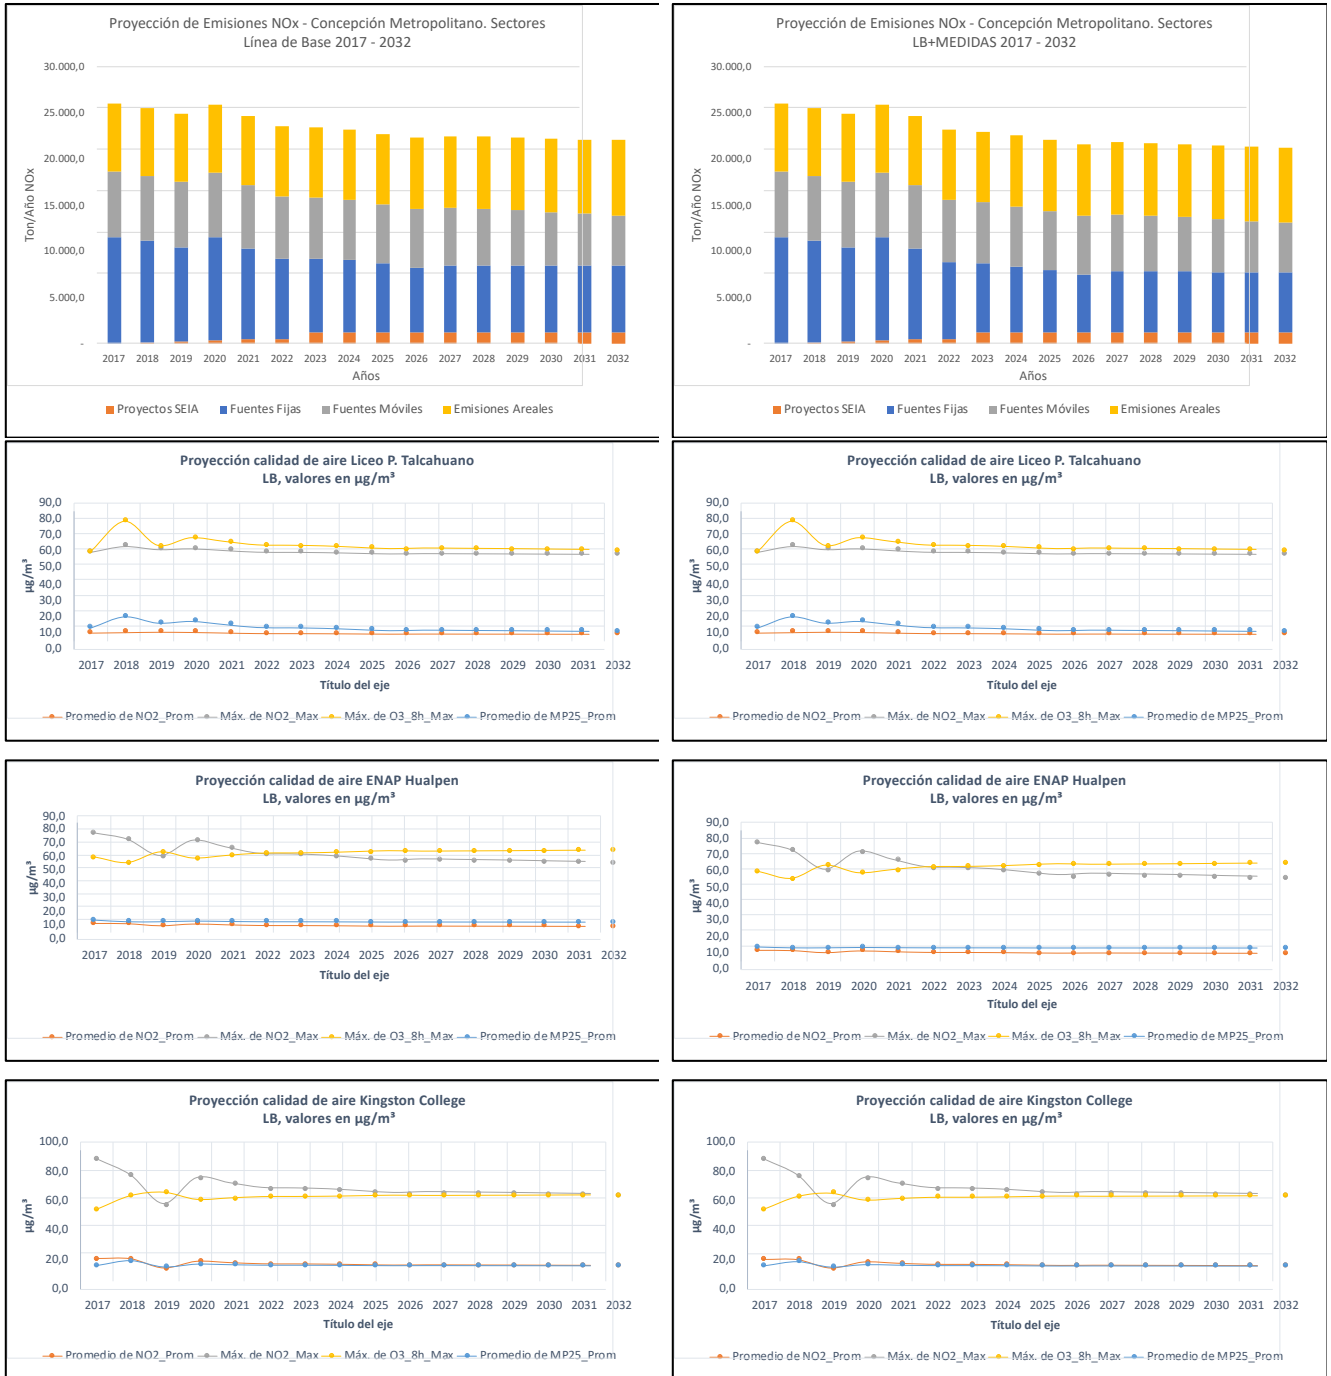 Proyección de Emisiones NOx - Concepción Metropolitano. Sectores
Línea de Base 2017 - 2032
30.000,0
25.000,0
20.000,0
15.000,0
10.000,0
5.000,0
-
Ton/Año NOx
2017 2018 2019 2020 2021 2022 2023 2024 2025 2026 2027 2028 2029 2030 2031 2032
Años
Proyectos SEIA Fuentes Fijas Fuentes Móviles Emisiones Areales
Proyección de Emisiones NOx - Concepción Metropolitano. Sectores
LB+MEDIDAS 2017 - 2032
30.000,0
25.000,0
20.000,0
15.000,0
10.000,0
5.000,0
-
Ton/Año NOx
2017 2018 2019 2020 2021 2022 2023 2024 2025 2026 2027 2028 2029 2030 2031 2032
Años
Proyectos SEIA Fuentes Fijas Fuentes Móviles Emisiones Areales
Proyección calidad de aire Liceo P. Talcahuano
LB, valores en µg/m³
90,0
80,0
70,0
60,0
50,0
40,0
30,0
20,0
10,0
0,0
µg/m³
2017 2018 2019 2020 2021 2022 2023 2024 2025 2026 2027 2028 2029 2030 2031 2032
Título del eje
Promedio de NO2_Prom Máx. de NO2_Max Máx. de O3_8h_Max Promedio de MP25_Prom
Proyección calidad de aire Liceo P. Talcahuano
LB, valores en µg/m³
90,0
80,0
70,0
60,0
50,0
40,0
30,0
20,0
10,0
0,0
µg/m³
2017 2018 2019 2020 2021 2022 2023 2024 2025 2026 2027 2028 2029 2030 2031 2032
Título del eje
Promedio de NO2_Prom Máx. de NO2_Max Máx. de O3_8h_Max Promedio de MP25_Prom
Proyección calidad de aire ENAP Hualpen
LB, valores en µg/m³
90,0
80,0
70,0
60,0
50,0
40,0
30,0
20,0
10,0
0,0
µg/m³
2017 2018 2019 2020 2021 2022 2023 2024 2025 2026 2027 2028 2029 2030 2031 2032
Título del eje
Promedio de NO2_Prom Máx. de NO2_Max Máx. de O3_8h_Max Promedio de MP25_Prom
Proyección calidad de aire ENAP Hualpen
LB, valores en µg/m³
90,0
80,0
70,0
60,0
50,0
40,0
30,0
20,0
10,0
0,0
µg/m³
2017 2018 2019 2020 2021 2022 2023 2024 2025 2026 2027 2028 2029 2030 2031 2032
Título del eje
Promedio de NO2_Prom Máx. de NO2_Max Máx. de O3_8h_Max Promedio de MP25_Prom
Proyección calidad de aire Kingston College
LB, valores en µg/m³
100,0
80,0
60,0
40,0
20,0
0,0
µg/m³
2017 2018 2019 2020 2021 2022 2023 2024 2025 2026 2027 2028 2029 2030 2031 2032
Título del eje
Promedio de NO2_Prom Máx. de NO2_Max Máx. de O3_8h_Max Promedio de MP25_Prom
Proyección calidad de aire Kingston College
LB, valores en µg/m³
100,0
80,0
60,0
40,0
20,0
0,0
µg/m³
2017 2018 2019 2020 2021 2022 2023 2024 2025 2026 2027 2028 2029 2030 2031 2032
Título del eje
Promedio de NO2_Prom Máx. de NO2_Max Máx. de O3_8h_Max Promedio de MP25_Prom